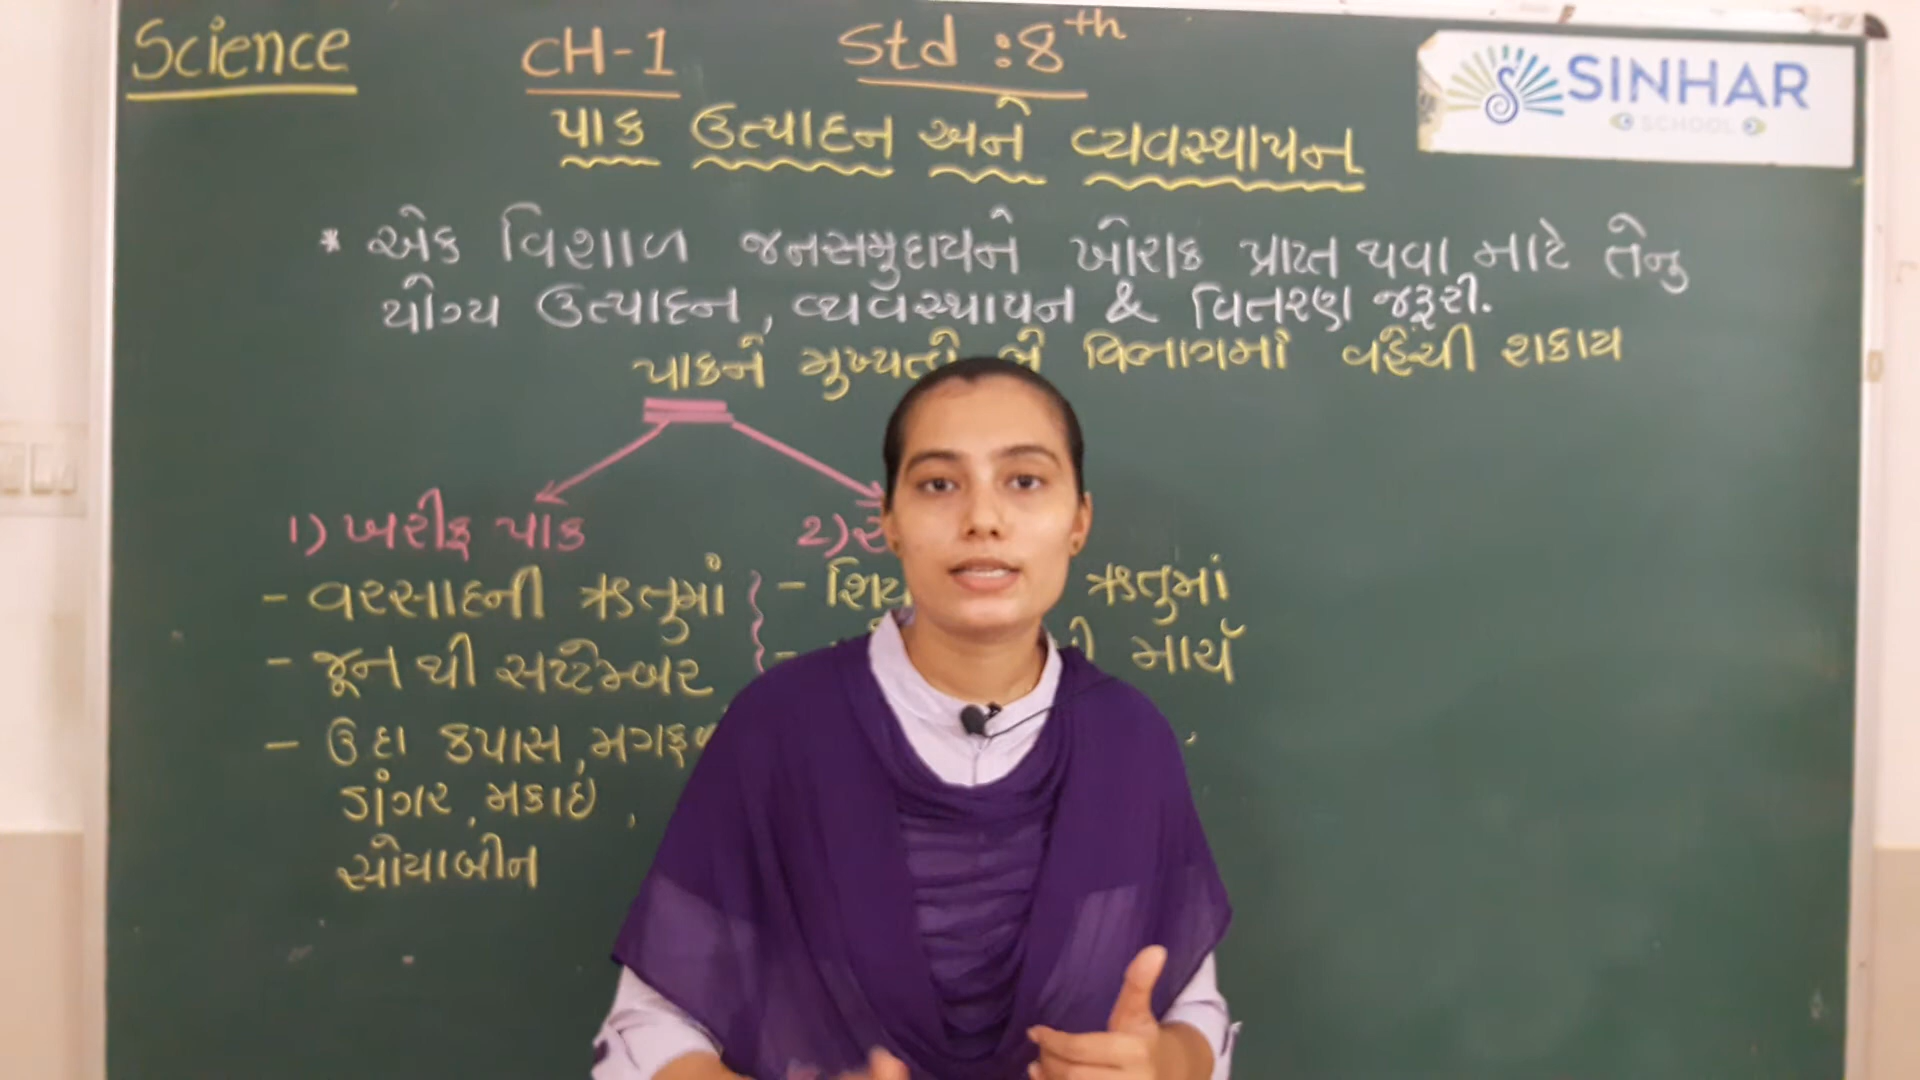 Science CH-1 Std :8th
SINHAR
SCHOOL
પાક ઉત્પાદન અને વ્યવસ્થાપન
* એક વિશાળ જનસમુદાયને ખોરાક પ્રાપ્ત થવા માટે તેનુ
યોગ્ય ઉત્પાદન, વ્યવસ્થાપન & વિતરણ જરૂરી.
પાકને વિભાગમાં વહેંચી શકાય
1) ખરીફ પાક 2)
- વરસાદની ઋતુમાં - ઋતુમાં
- જૂન થી સપ્ટેમ્બર - માર્ચ
- ઉદા કપાસ,
ડાંગર, મકાઇ,
સોયાબીન